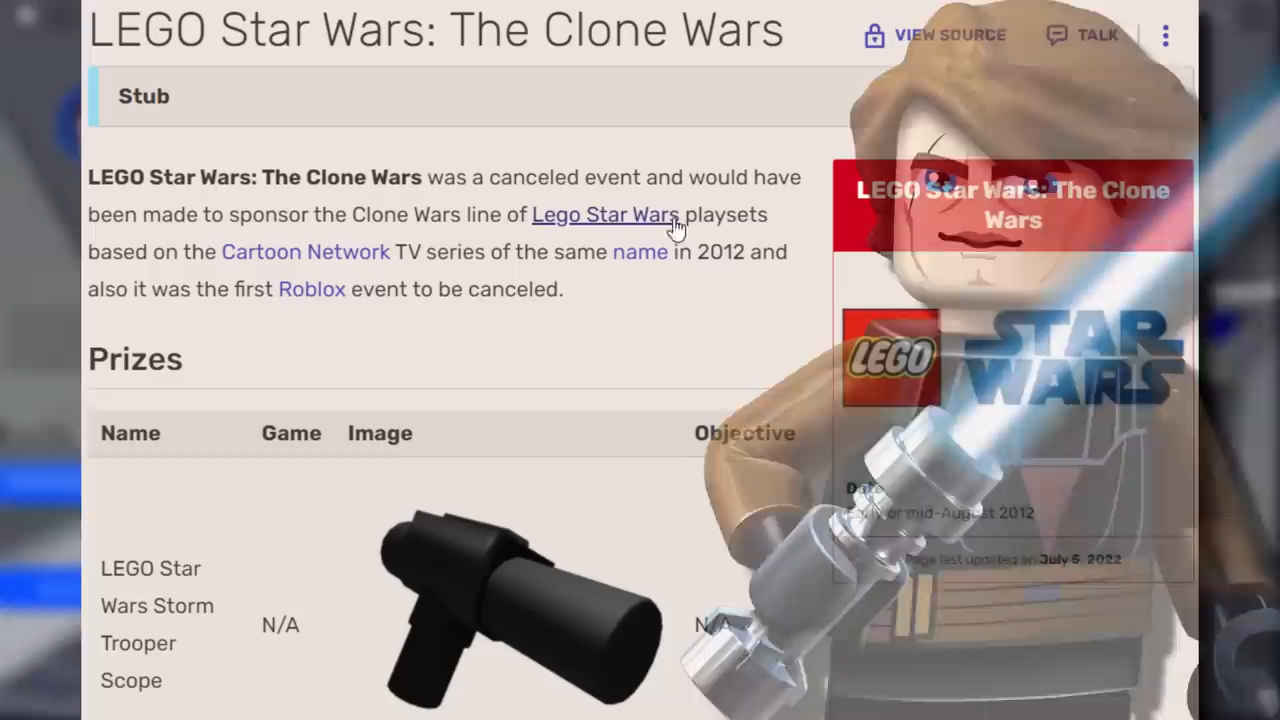 LEGO Star Wars: The Clone Wars
VIEW SOURCE
TALK
Stub
LEGO Star Wars: The Clone Wars was a canceled event and would have
been made to sponsor the Clone Wars line of Lego Star Wars playsets
based on the Cartoon Network TV series of the same name in 2012 and
also it was the first Roblox event to be canceled.
LEGO Star Wars: The Clone
Wars
LEGO
STAR
WARS
Date
Early or mid-August 2012
Page last updated on July 5, 2022
Prizes
Name Game Image Objective
LEGO Star
Wars Storm
Trooper
Scope
N/A
N/A